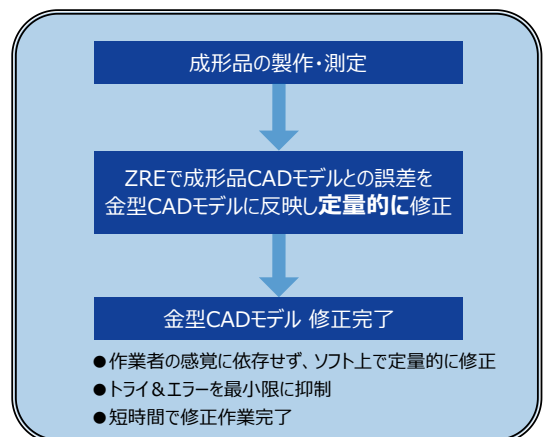 成形品の製作・測定
ZREで成形品CADモデルとの誤差を
金型CADモデルに反映し定量的に修正
金型CADモデル 修正完了
●作業者の感覚に依存せず、ソフト上で定量的に修正
●トライ＆エラーを最小限に抑制
●短時間で修正作業完了